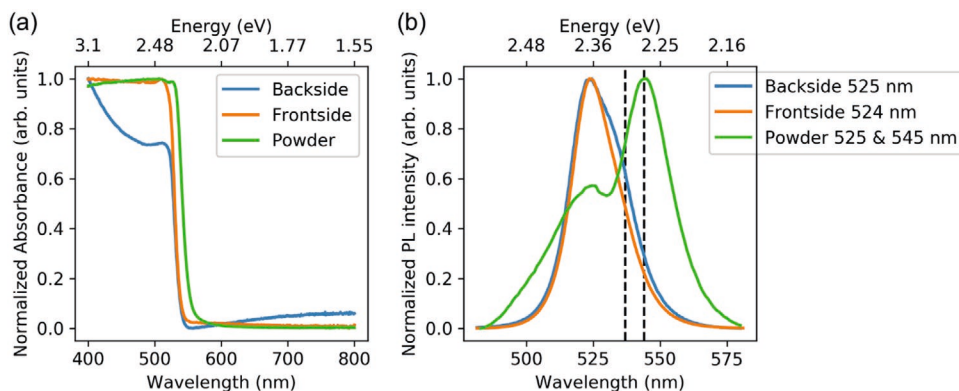 (a)
Energy (eV)
3.1 2.48 2.07 1.77 1.55
Normalized Absorbance (arb. units)
1.0
0.8
0.6
0.4
0.2
0.0
Backside
Frontside
Powder
400 500 600 700 800
Wavelength (nm)
(b)
Energy (eV)
2.48 2.36 2.25 2.16
Normalized PL intensity (arb. units)
1.0
0.8
0.6
0.4
0.2
0.0
Backside 525 nm
Frontside 524 nm
Powder 525 & 545 nm
500 525 550 575
Wavelength (nm)